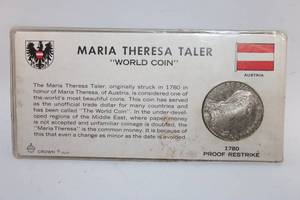 MARIA THERESA TALER
"WORLD COIN"
AUSTRIA
The Maria Theresa Taler, originally struck in 1780 in
honor of Maria Theresa, of Austria, is considered one of
the world's most beautiful coins. This coin has served
as the unofficial trade dollar for many countries and has
been called "The World Coin". In the under-devel-
oped regions of the Middle East, where paper money
is not accepted and unfamiliar coinage is doubted, the
"Maria Theresa" is the common money. It is because of
this that even a change as minor as the date is avoided.
CROWN
1780
PROOF RESTRIKE